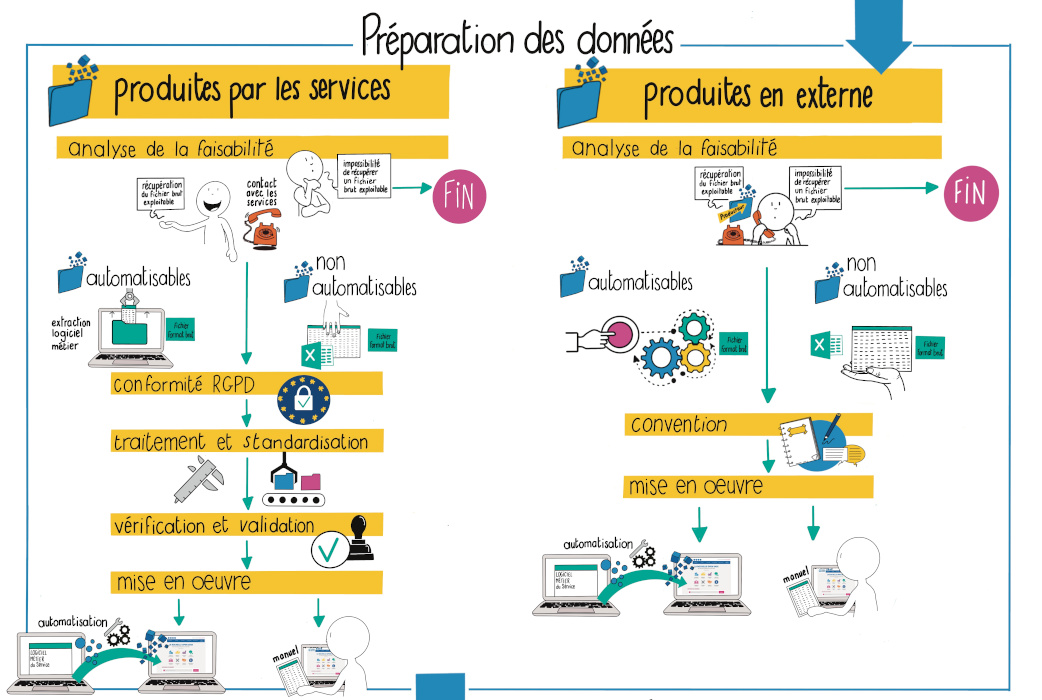 Préparation des données
produites par les services
analyse de la faisabilité
récupération
du fichier brut
exploitable
contact
avec les
services
impossibilité
de récupérer
un fichier
brut exploitable
FiN
automatisables
non
automatisables
extraction
logiciel
métier
Fichier
format brut
X
Fichier
format brut
conformité RGPD
traitement et standardisation
vérification et validation
mise en oeuvre
automatisation
LOGICIEL
MÉTIER
du Service
manuel
produites en externe
analyse de la faisabilité
récupération
du fichier brut
exploitable
Producteur
impossibilité
de récupérer
un fichier
brut exploitable
FiN
automatisables
non
automatisables
Fichier
format brut
X
Fichier
format brut
convention
mise en oeuvre
automatisation
LOGICIEL
MÉTIER
du Service
manuel